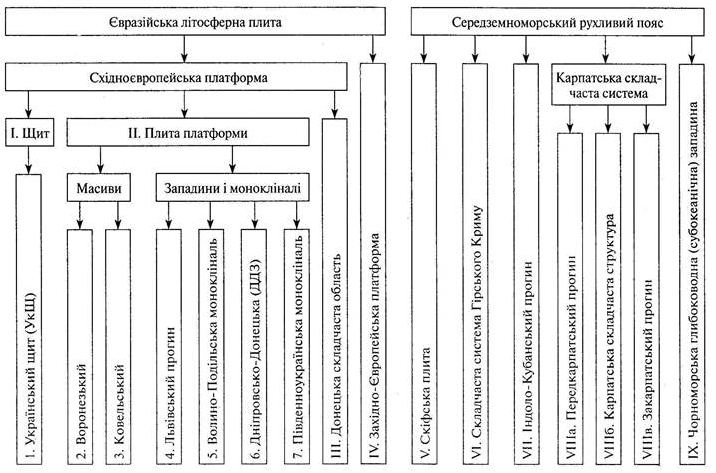 Євразійська літосферна плита
Середземноморський рухливий пояс
Східноєвропейська платформа
Карпатська склад-
часта система
I. Щит
II. Плита платформи
Масиви
Западини і монокліналі
1. Український щит (УкЩ)
2. Воронезький
3. Ковельський
4. Львівський прогин
5. Волино-Подільська монокліналь
6. Дніпровсько-Донецька (ДДЗ)
7. Південноукраїнська монокліналь
III. Донецька складчаста область
IV. Західно-Європейська платформа
V. Скіфська плита
VI. Складчаста система Гірського Криму
VII. Індоло-Кубанський прогин
VIIIа. Передкарпатський прогин
VIIIб. Карпатська складчаста структура
VIIIв. Закарпатський прогин
IX. Чорноморська глибоководна (субокеанічна) западина